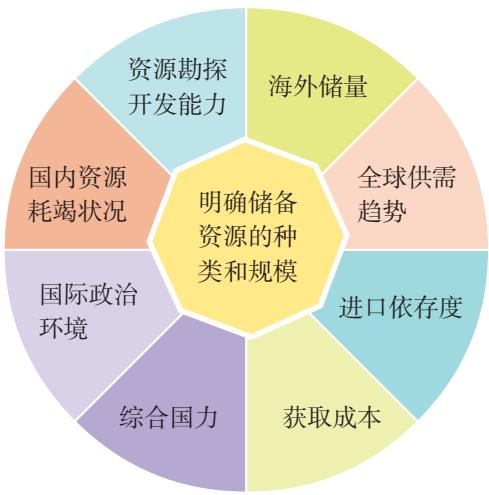 资源勘探
开发能力
海外储量
全球供需
趋势
进口依存度
获取成本
综合国力
国际政治
环境
国内资源
耗竭状况
明确储备
资源的种
类和规模